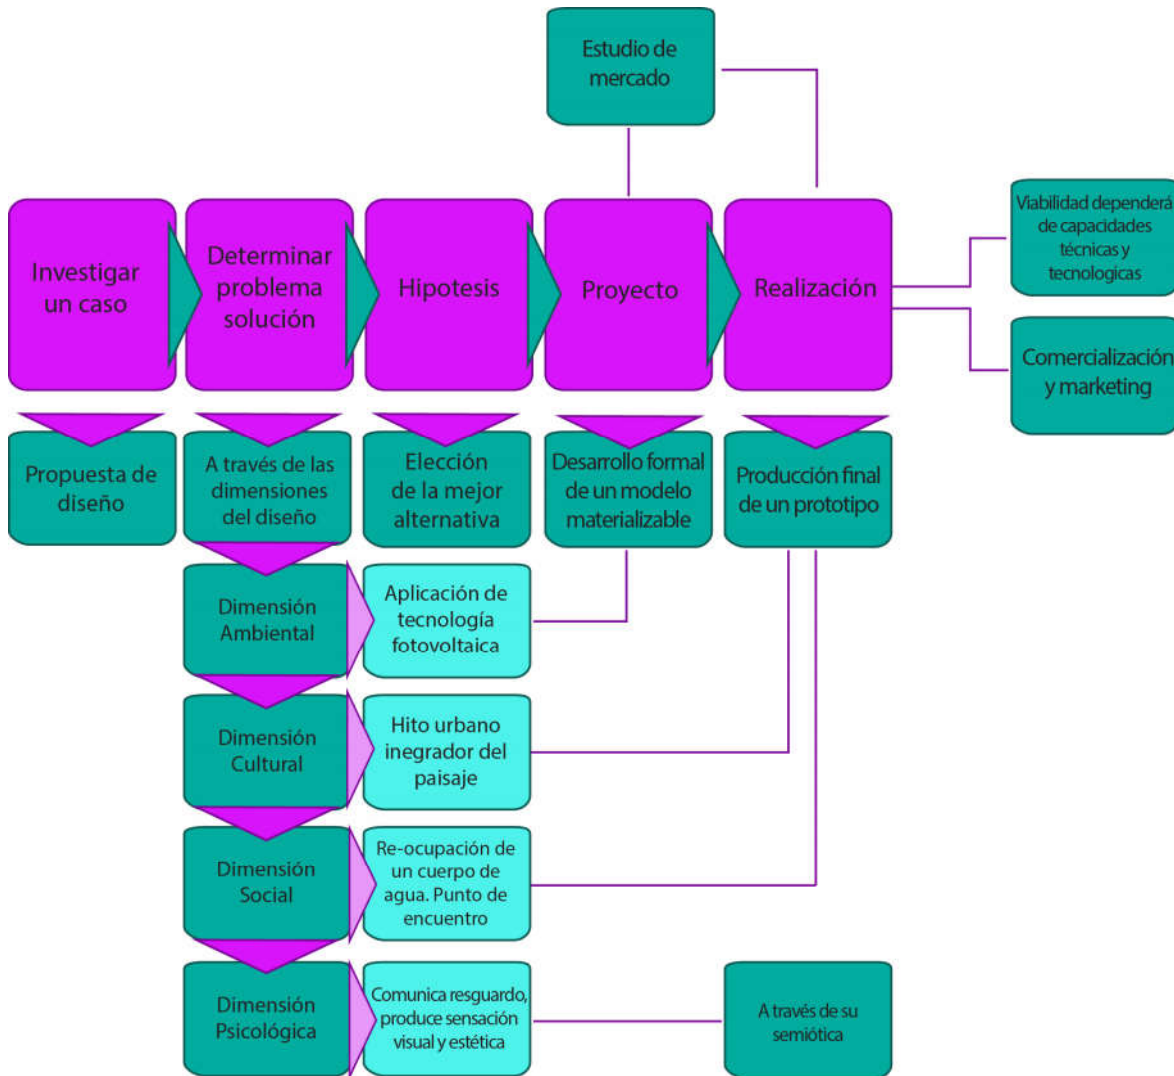 Estudio de
mercado
Investigar
un caso
Determinar
problema
solución
Hipotesis
Proyecto
Realización
Viabilidad dependerá
de capacidades
técnicas y
tecnologicas
Comercialización
y marketing
Propuesta de
diseño
A través de las
dimensiones
del diseño
Elección
de la mejor
alternativa
Desarrollo formal
de un modelo
materializable
Producción final
de un prototipo
Dimensión
Ambiental
Aplicación de
tecnología
fotovoltaica
Dimensión
Cultural
Hito urbano
inegrador del
paisaje
Dimensión
Social
Re-ocupación de
un cuerpo de
agua. Punto de
encuentro
Dimensión
Psicológica
Comunica resguardo,
produce sensación
visual y estética
A través de su
semiótica